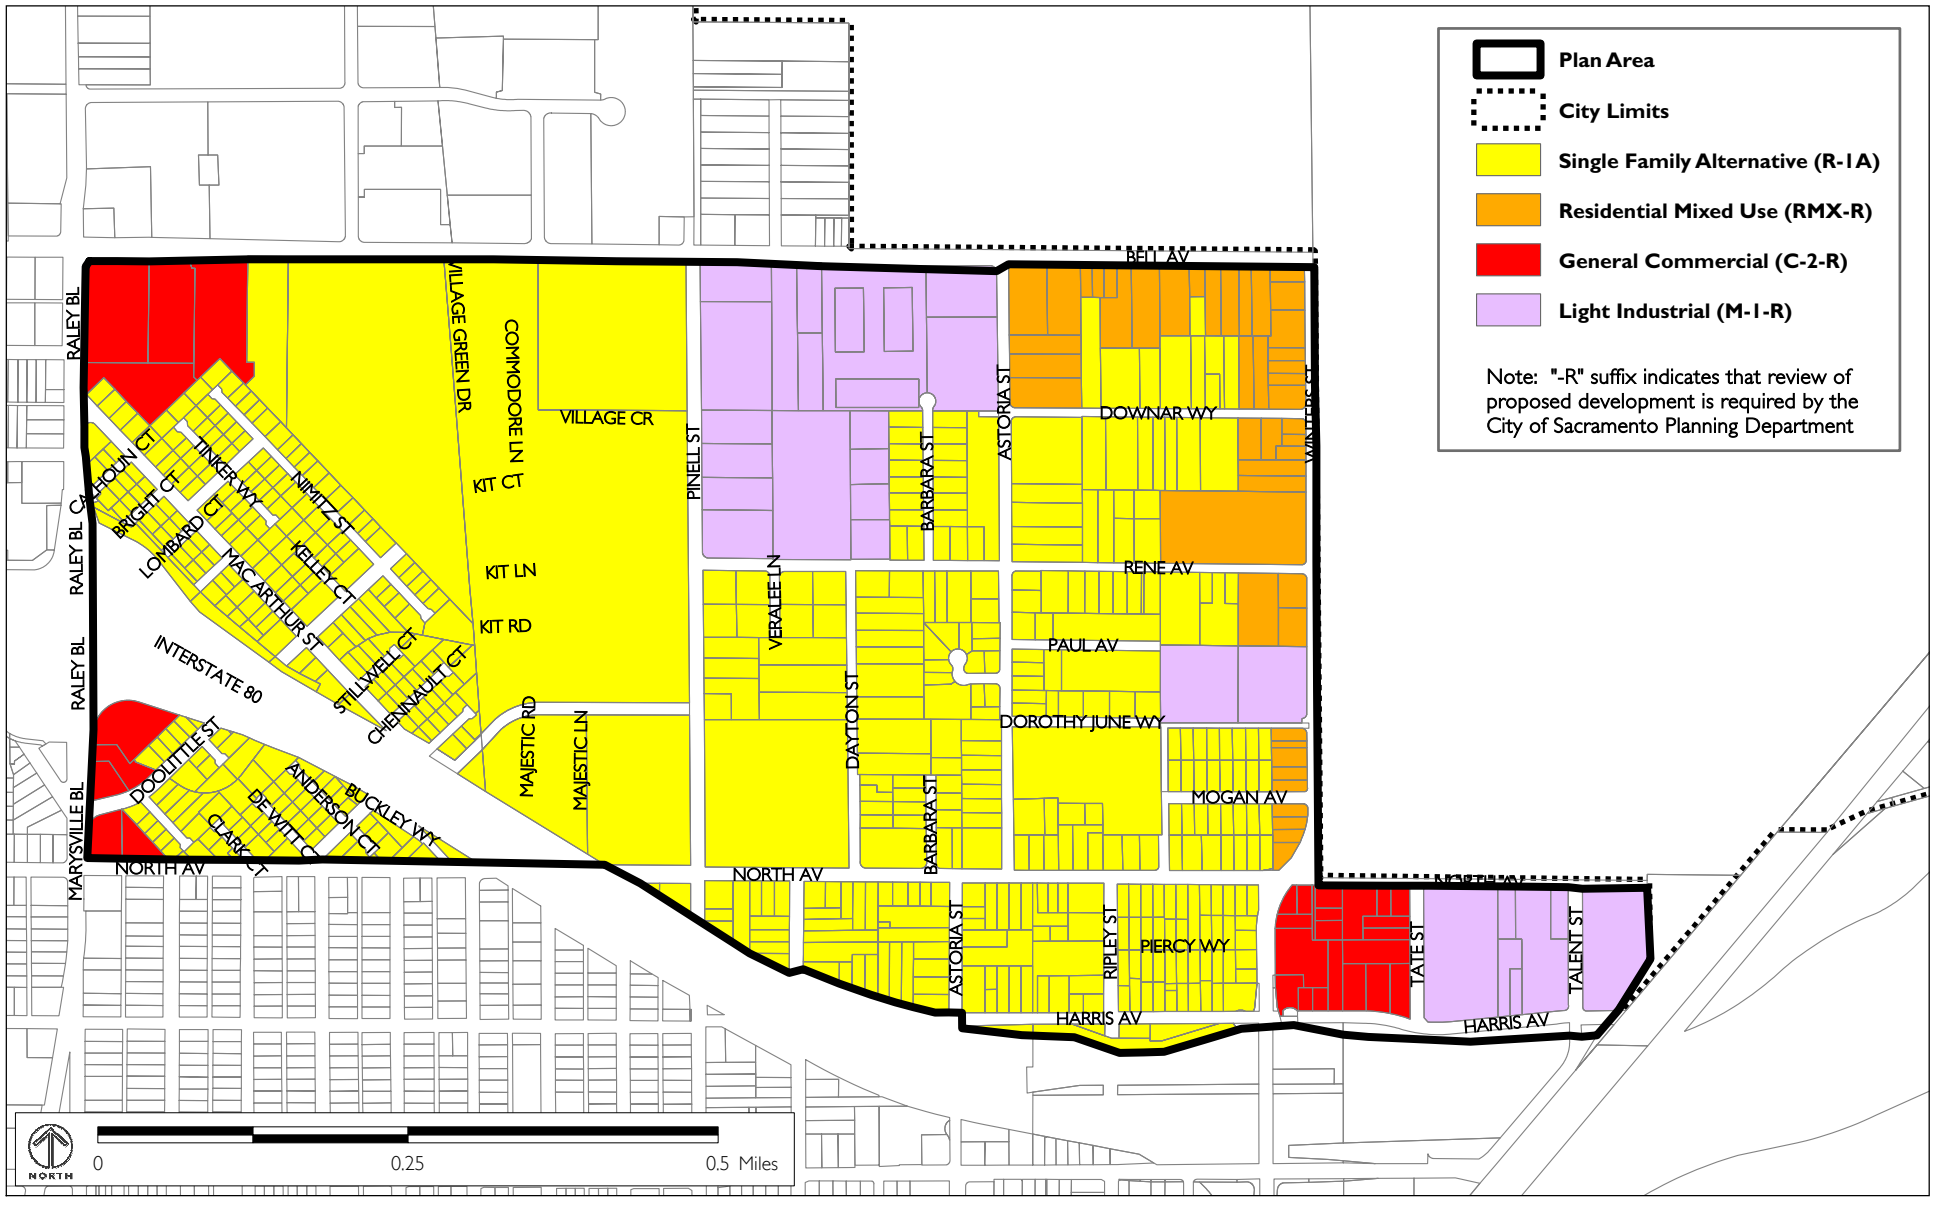 Plan Area
City Limits
Single Family Alternative (R-1A)
Residential Mixed Use (RMX-R)
General Commercial (C-2-R)
Light Industrial (M-1-R)
Note: "-R" suffix indicates that review of
proposed development is required by the
City of Sacramento Planning Department
BELL AV
RALEY BL
VILLAGE GREEN DR
COMMODORE LN
VILLAGE CR
PINELL ST
ASTORIA ST
DOWNAR WY
WINTERS ST
BARBARA ST
CALHOUN CT
BRIGHT CT
LOMBARD CT
TINKER WY
NIMITZ ST
KIT CT
RALEY BL
MAC ARTHUR ST
KELLEY CT
KIT LN
VERALEE LN
RENE AV
KIT RD
PAUL AV
INTERSTATE 80
RALEY BL
STILLWELL CT
CHENNAULT CT
MAJESTIC RD
MAJESTIC LN
DAYTON ST
DOROTHY JUNE WY
DOOLITTLE ST
MARYSVILLE BL
ANDERSON CT
BUCKLEY WY
DE WITT CT
CLARK CT
BARBARA ST
MOGAN AV
NORTH AV
NORTH AV
NORTH AV
ASTORIA ST
RIPLEY ST
PIERCY WY
TATE ST
TALENT ST
HARRIS AV
HARRIS AV
NORTH
0
0.25
0.5 Miles